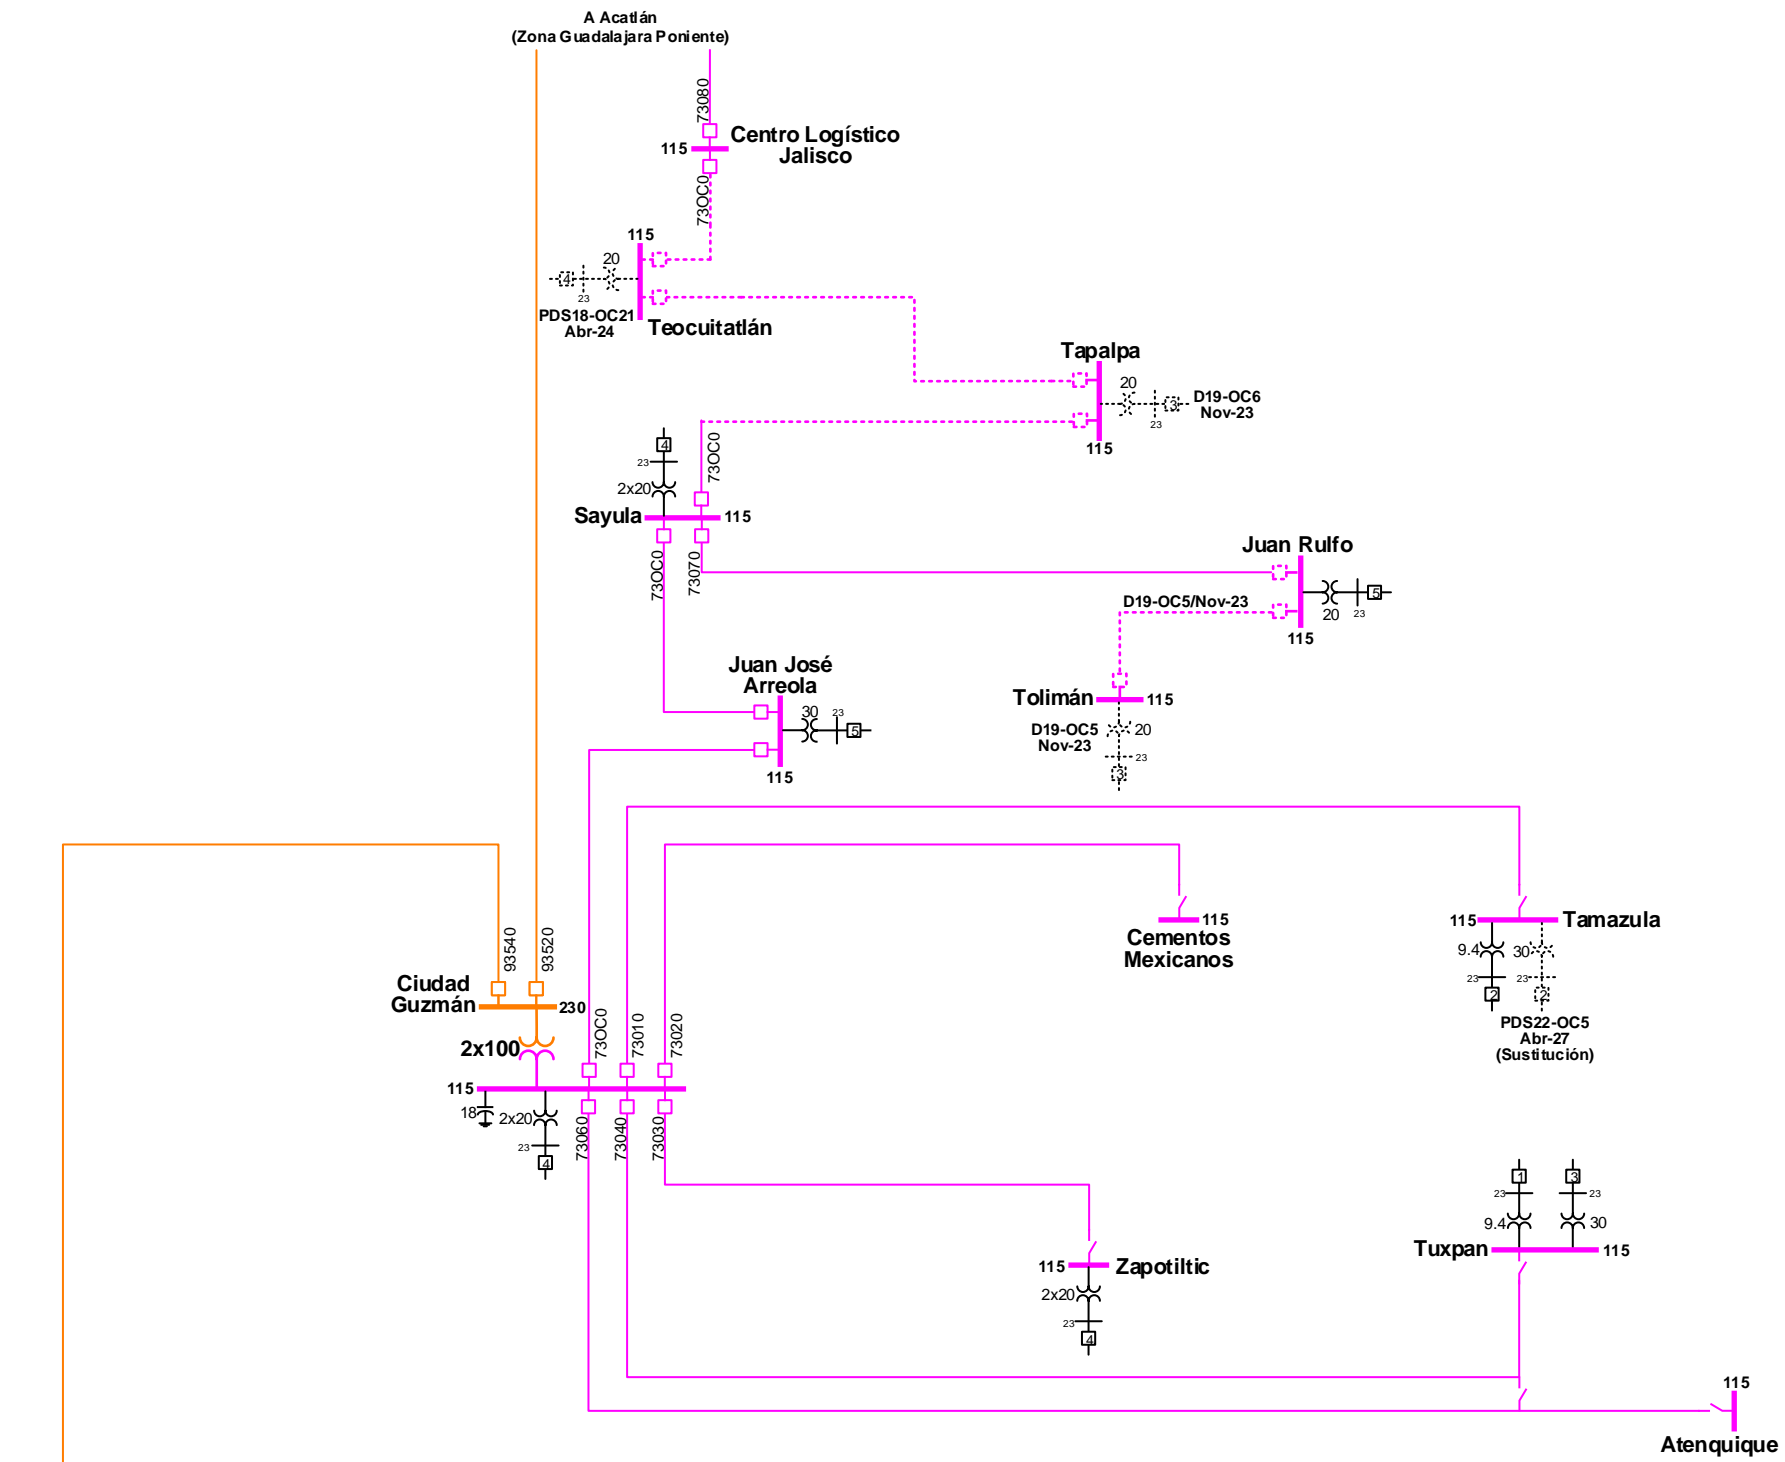 A Acatlán
(Zona Guadalajara Poniente)
73080
Centro Logístico
Jalisco
115
73OC0
115
20
4
23
PDS18-OC21
Abr-24
Teocuitatlán
Tapalpa
20
3
23
D19-OC6
Nov-23
115
4
23
2x20
73OC0
Sayula
115
73OC0
73070
Juan Rulfo
5
20
23
115
D19-OC5/Nov-23
Juan José
Arreola
30
23
5
115
Tolimán
115
D19-OC5
Nov-23
20
23
3
93540
93520
Ciudad
Guzmán
230
2x100
73OC0
73010
73020
115
18
2x20
23
4
73060
73040
73030
115
Cementos
Mexicanos
115
Tamazula
9.4
30
23
23
2
2
PDS22-OC5
Abr-27
(Sustitución)
1
3
23
23
9.4
30
Tuxpan
115
115
Zapotiltic
2x20
23
4
115
Atenquique